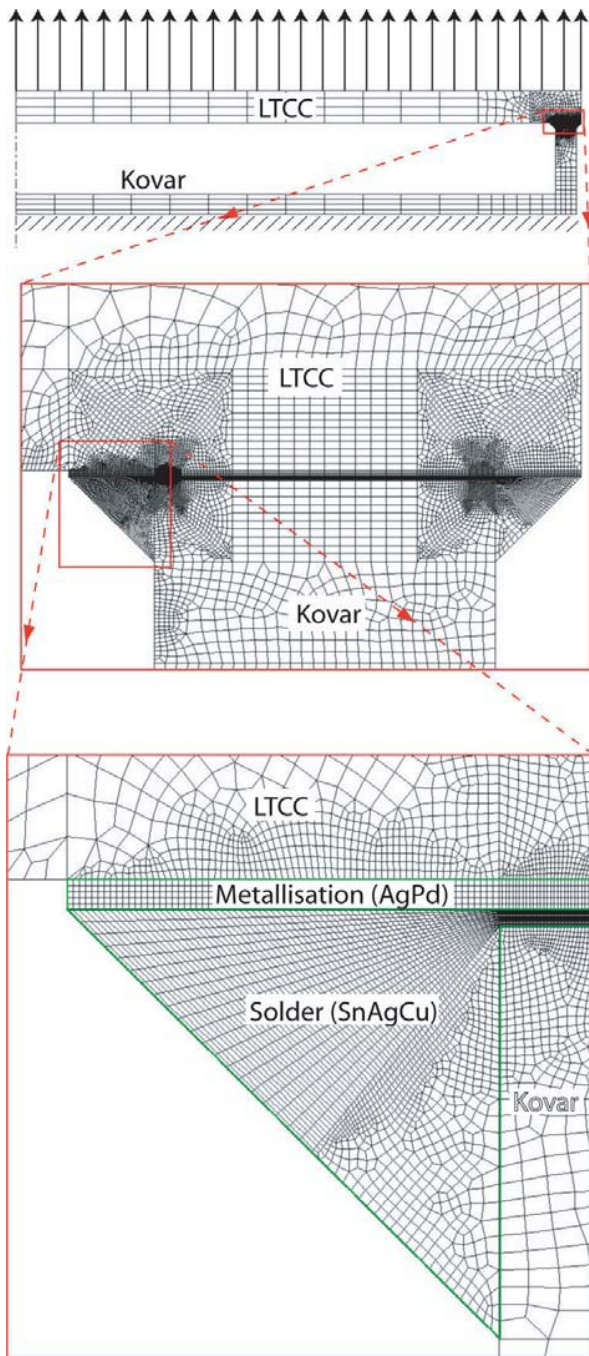 LTCC
Kovar
LTCC
Kovar
LTCC
Metallisation (AgPd)
Solder (SnAgCu)
Kovar